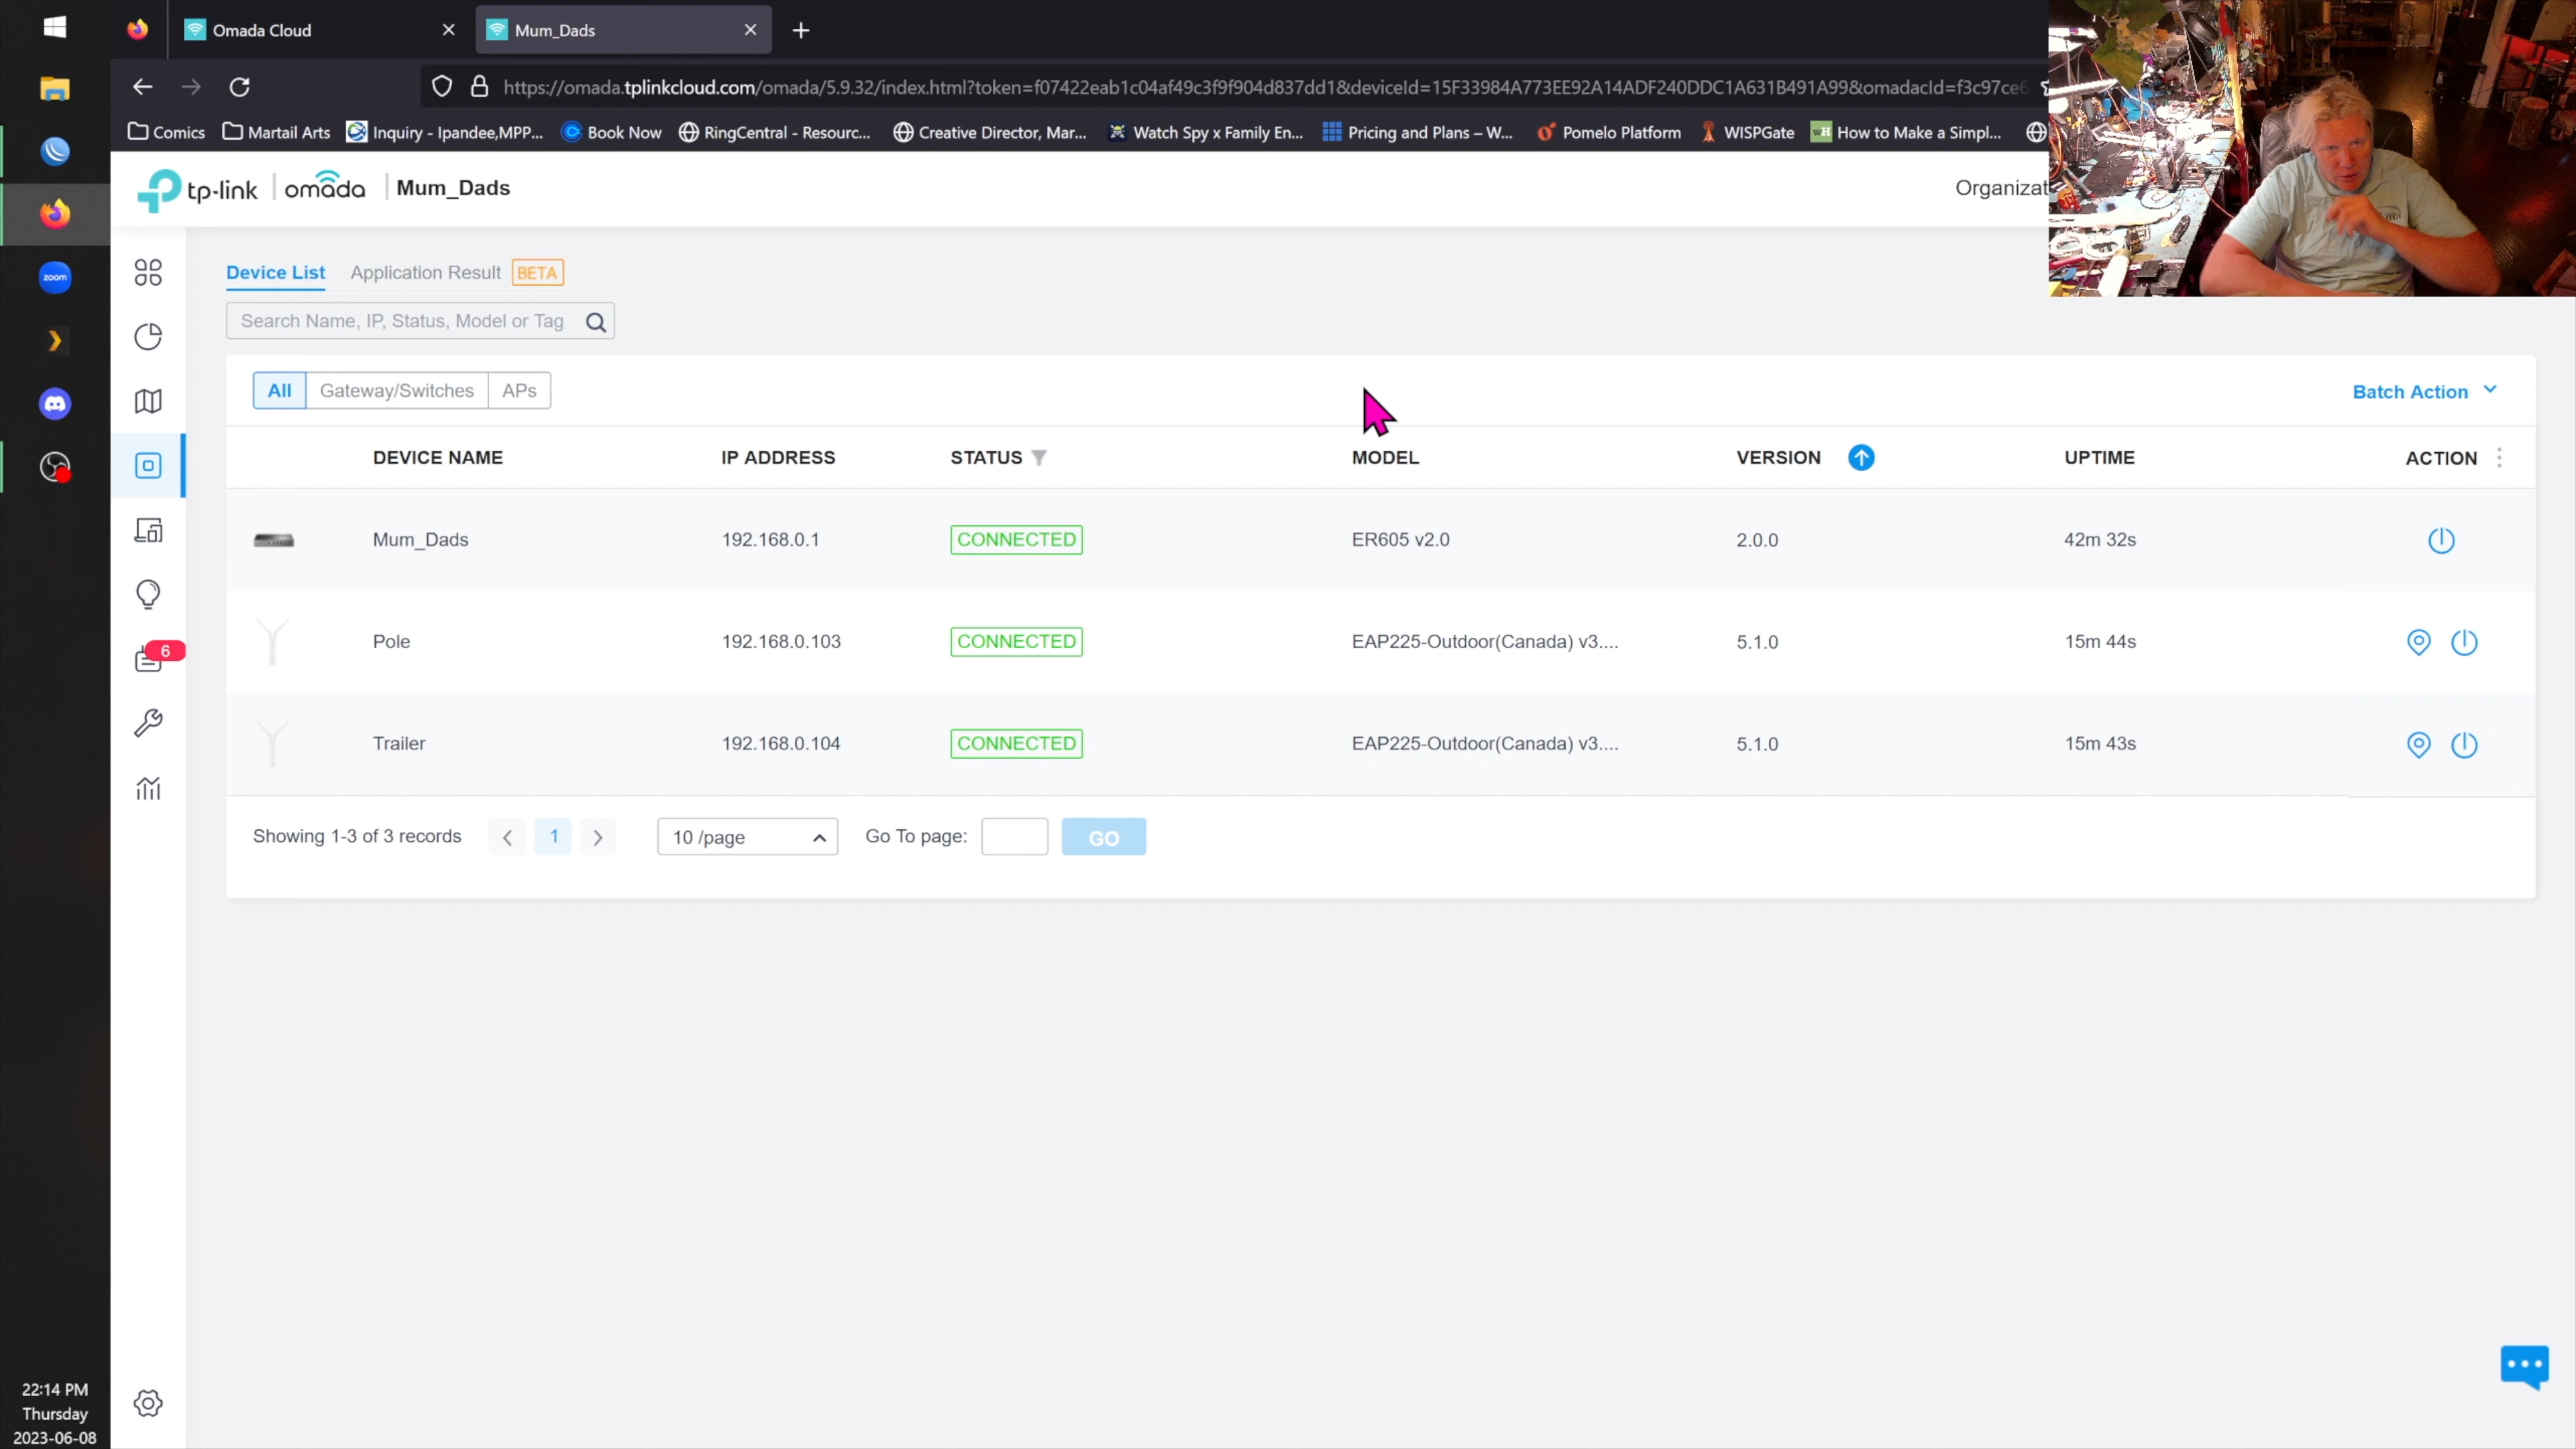 Omada Cloud
Mum_Dads
https://omada.tplinkcloud.com/omada/5.9.32/index.html?token=f07422eab1c04af49c3f9f904d837dd1&deviceId=15F33984A773EE92A14ADF240DDC1A631B491A99&omadacId=f3c97ce6
Comics Martail Arts Inquiry - Ipandee,MPP... Book Now RingCentral - Resourc... Creative Director, Mar... Watch Spy x Family En... Pricing and Plans – W... Pomelo Platform WISPGate How to Make a Simpl...
tp-link omada Mum_Dads Organizat
zoom
Device List Application Result BETA
Search Name, IP, Status, Model or Tag
All Gateway/Switches APs Batch Action
DEVICE NAME IP ADDRESS STATUS MODEL VERSION UPTIME ACTION
Mum_Dads 192.168.0.1 CONNECTED ER605 v2.0 2.0.0 42m 32s
Pole 192.168.0.103 CONNECTED EAP225-Outdoor(Canada) v3.... 5.1.0 15m 44s
6
Trailer 192.168.0.104 CONNECTED EAP225-Outdoor(Canada) v3.... 5.1.0 15m 43s
Showing 1-3 of 3 records 1 10 /page Go To page: GO
22:14 PM
Thursday
2023-06-08